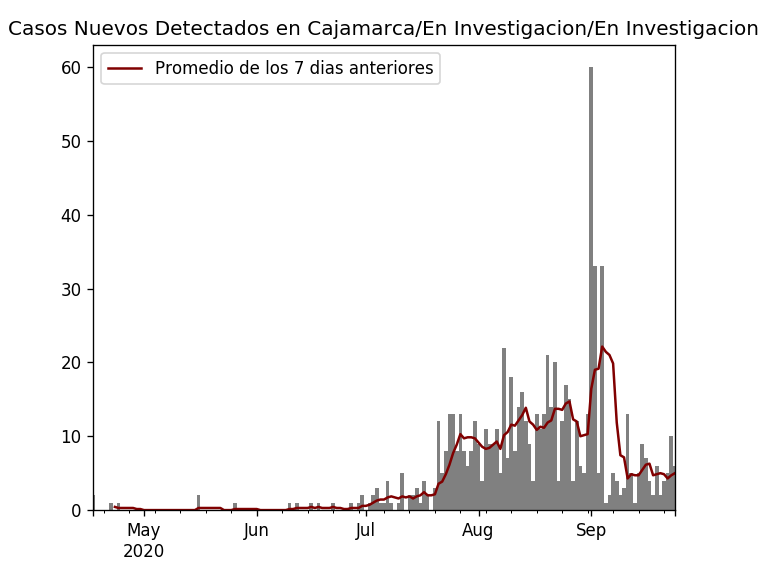 Casos Nuevos Detectados en Cajamarca/En Investigacion/En Investigacion
Promedio de los 7 dias anteriores
60
50
40
30
20
10
0
May Jun Jul Aug Sep
2020